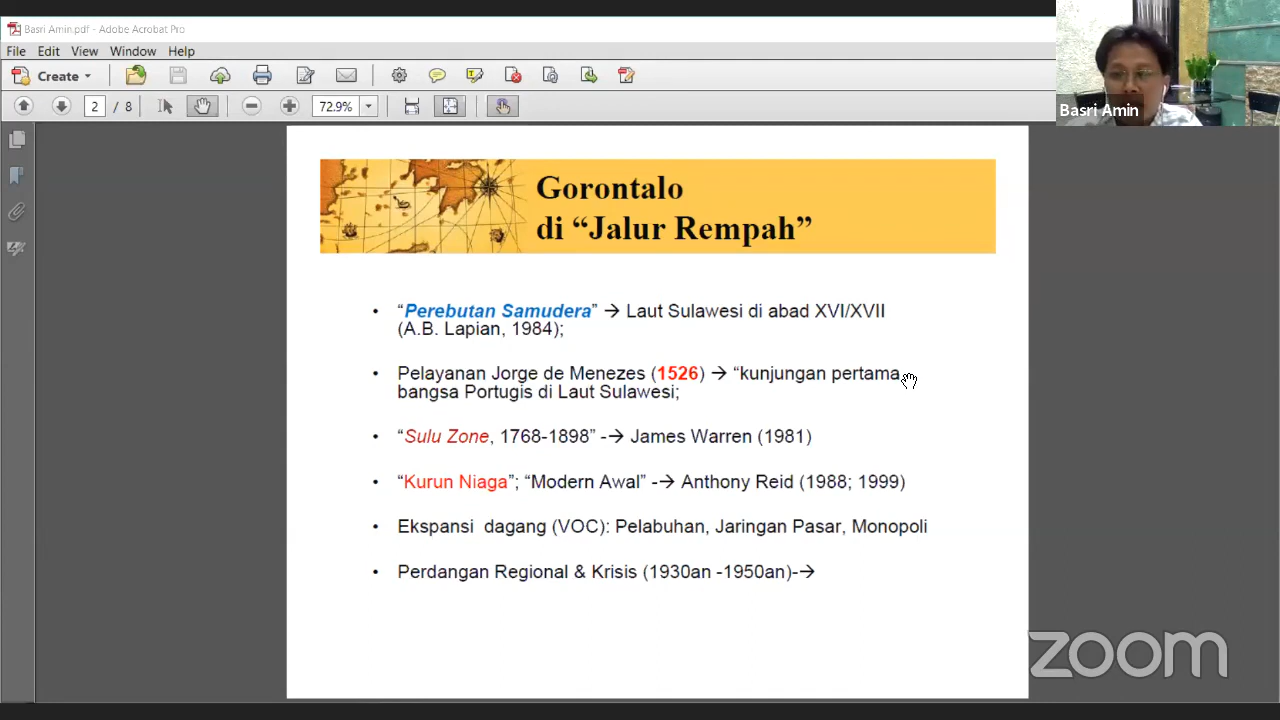 Basri Amin.pdf - Adobe Acrobat Pro
File Edit View Window Help
Create
2 / 8 72.9%
Basri Amin
Gorontalo
di “Jalur Rempah”
• “Perebutan Samudera” → Laut Sulawesi di abad XVI/XVII
(A.B. Lapian, 1984);
• Pelayanan Jorge de Menezes (1526) → “kunjungan pertama
bangsa Portugis di Laut Sulawesi;
• “Sulu Zone, 1768-1898” -→ James Warren (1981)
• “Kurun Niaga”; “Modern Awal” -→ Anthony Reid (1988; 1999)
• Ekspansi dagang (VOC): Pelabuhan, Jaringan Pasar, Monopoli
• Perdangan Regional & Krisis (1930an -1950an)-→
zoom